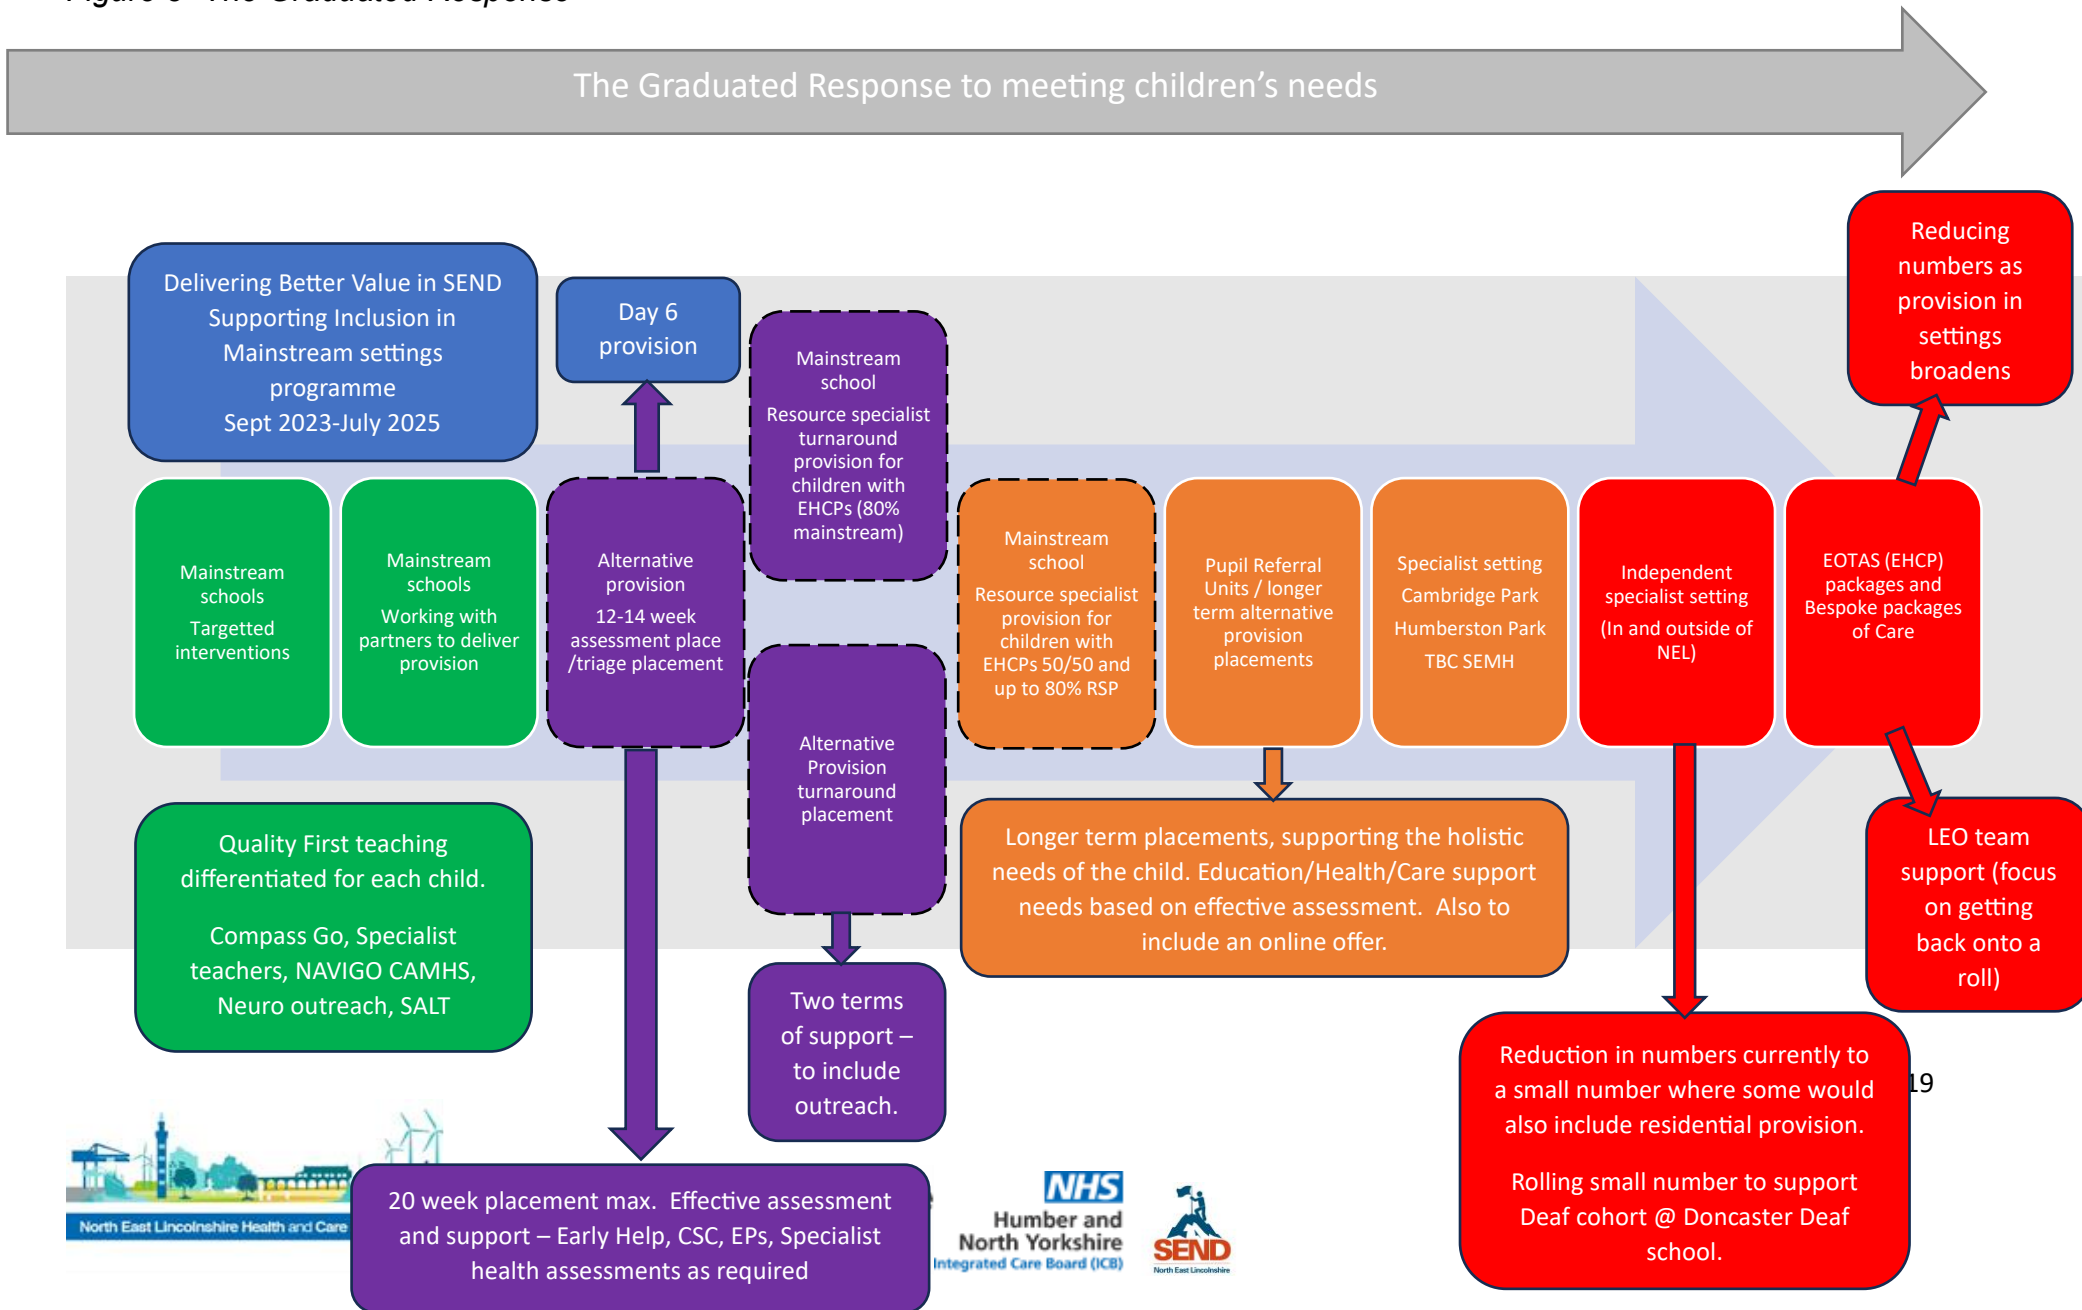 The Graduated Response
The Graduated Response to meeting children's needs
Reducing
numbers as
provision in
settings
broadens
Delivering Better Value in SEND
Supporting Inclusion in
Mainstream settings
programme
Sept 2023-July 2025
Day 6
provision
Mainstream
school
Resource specialist
turnaround
provision for
children with
EHCPs (80%
mainstream)
Mainstream
schools
Targetted
interventions
Mainstream
schools
Working with
partners to deliver
provision
Alternative
provision
12-14 week
assessment place
/triage placement
Alternative
Provision
turnaround
placement
Mainstream
school
Resource specialist
provision for
children with
EHCPs 50/50 and
up to 80% RSP
Pupil Referral
Units / longer
term alternative
provision
placements
Specialist setting
Cambridge Park
Humberston Park
TBC SEMH
Independent
specialist setting
(In and outside of
NEL)
EOTAS (EHCP)
packages and
Bespoke packages
of Care
Quality First teaching
differentiated for each child.
Compass Go, Specialist
teachers, NAVIGO CAMHS,
Neuro outreach, SALT
Two terms
of support –
to include
outreach.
Longer term placements, supporting the holistic
needs of the child. Education/Health/Care support
needs based on effective assessment.  Also to
include an online offer.
LEO team
support (focus
on getting
back onto a
roll)
Reduction in numbers currently to
a small number where some would
also include residential provision.
Rolling small number to support
Deaf cohort @ Doncaster Deaf
school.
19
20 week placement max.  Effective assessment
and support – Early Help, CSC, EPs, Specialist
health assessments as required
North East Lincolnshire Health and Care
NHS
Humber and
North Yorkshire
Integrated Care Board (ICB)
SEND
North East Lincolnshire